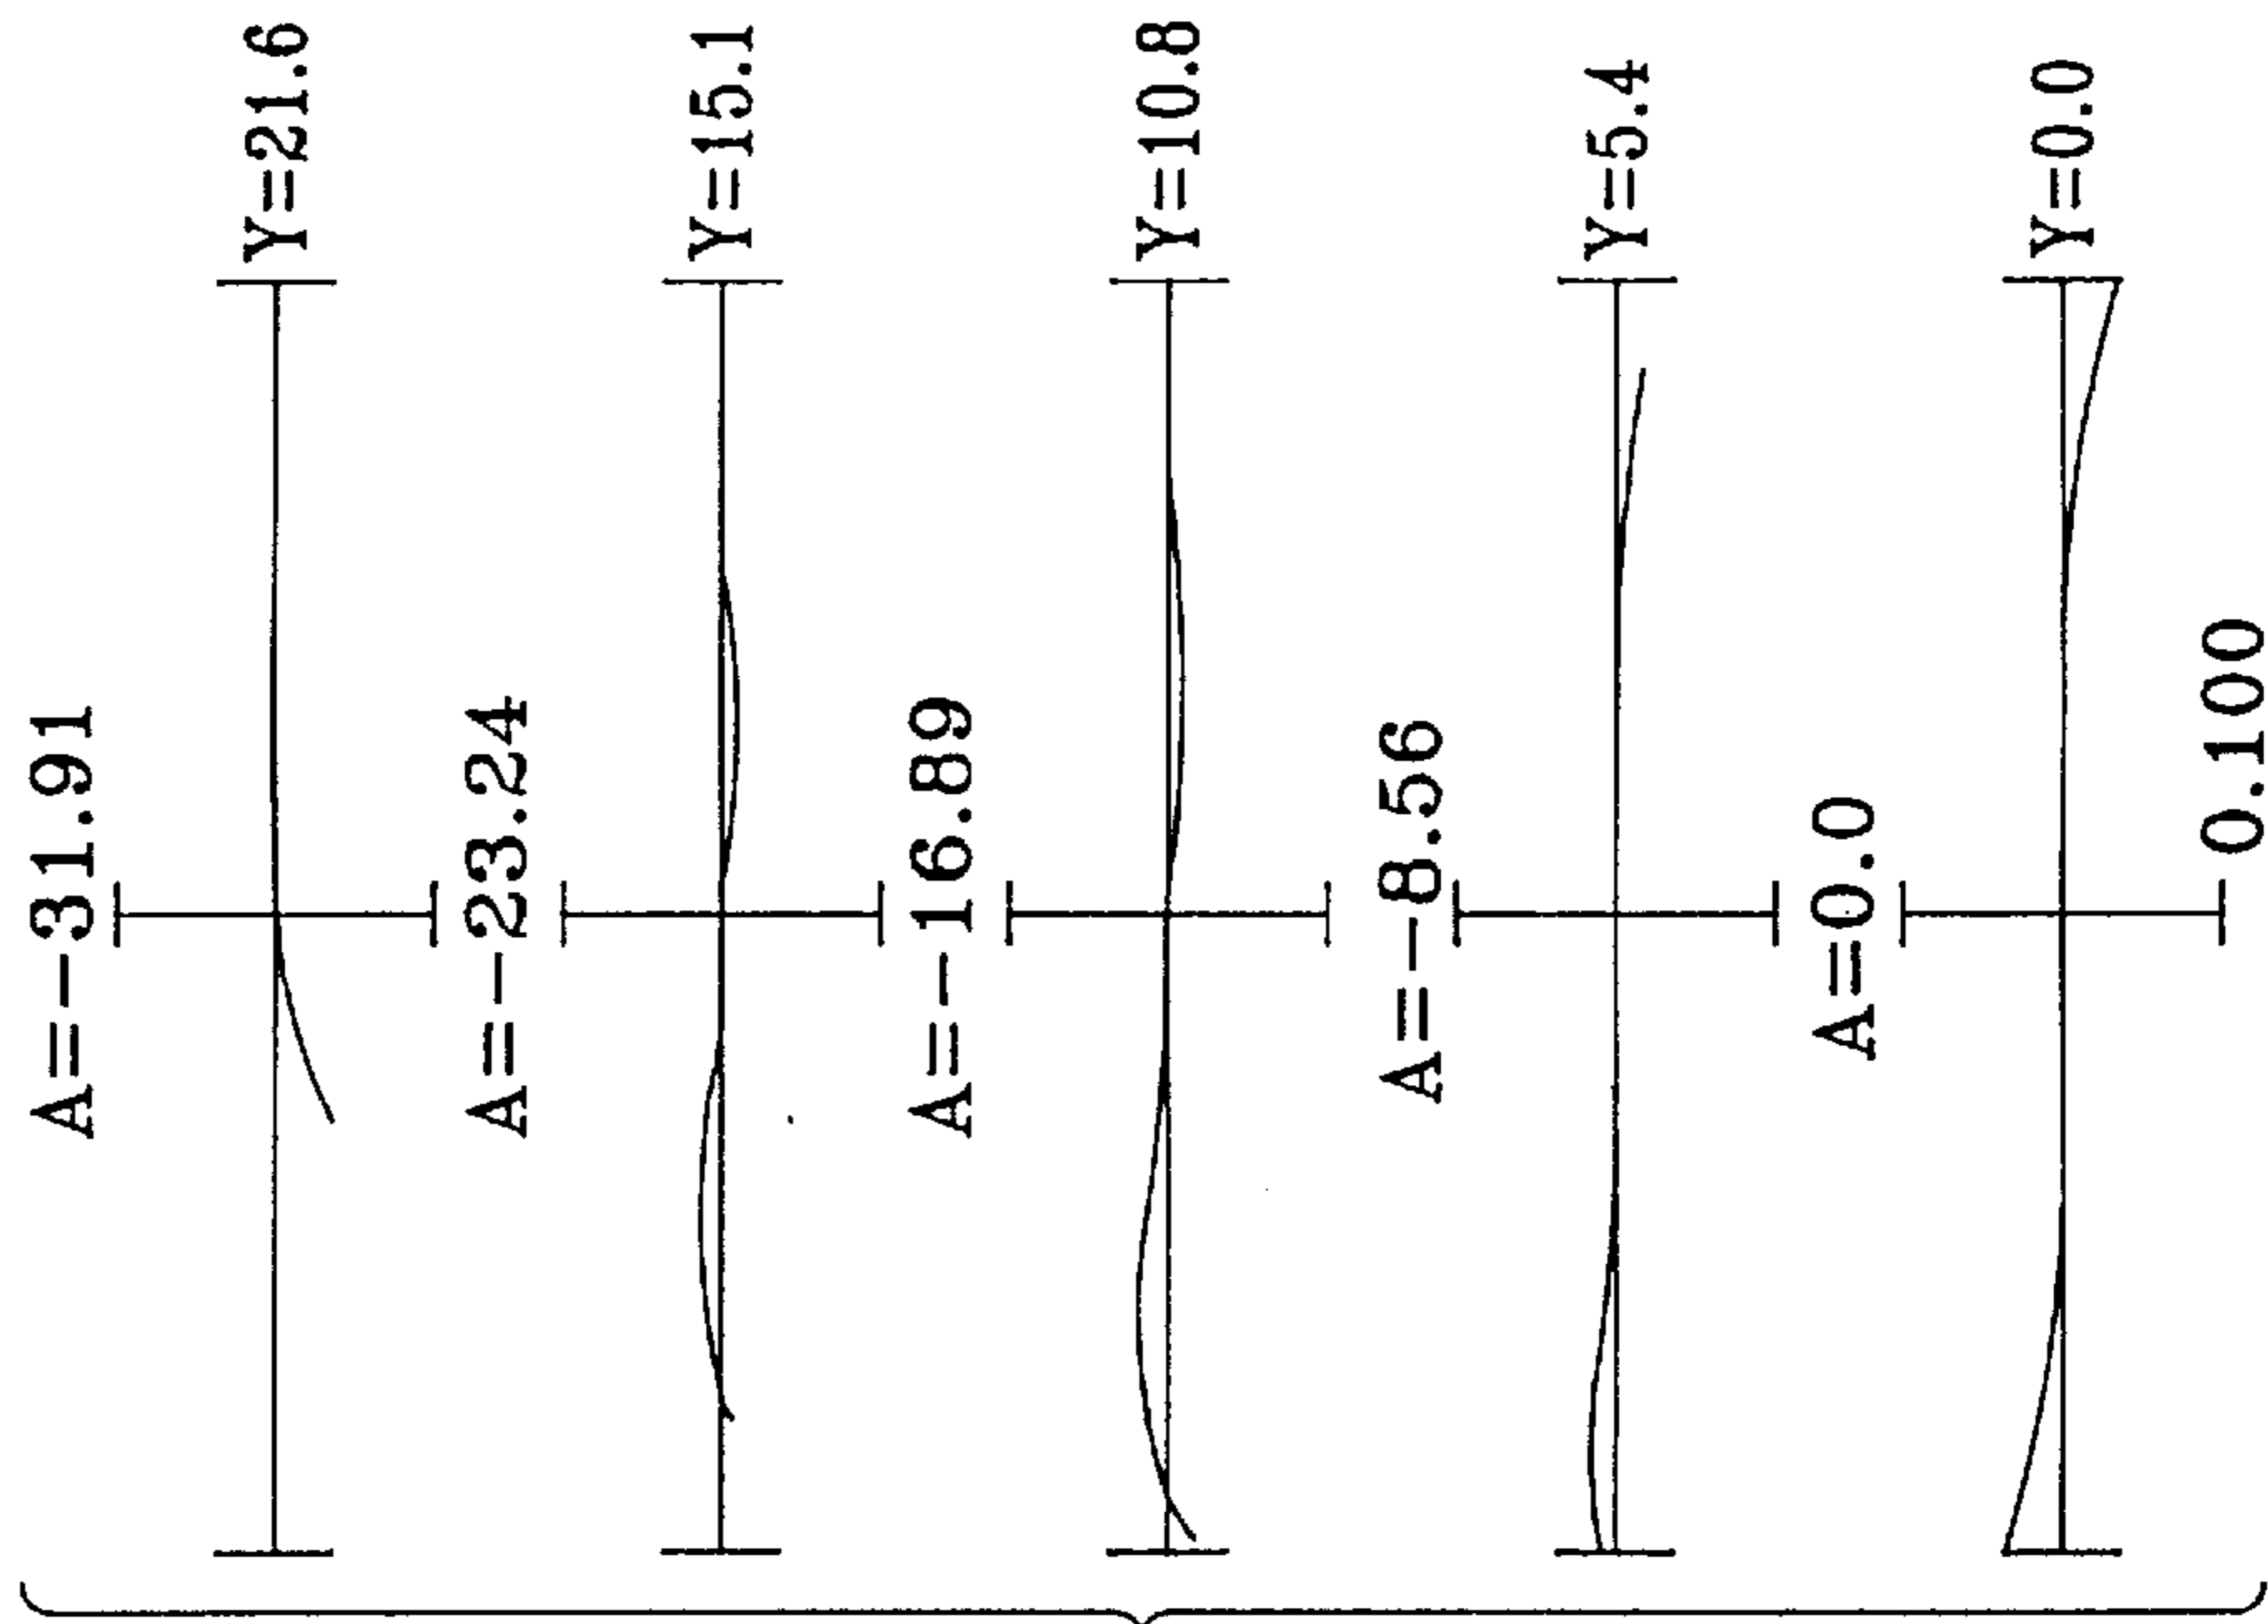 A=-31.91
Y=21.6
A=-23.24
Y=15.1
A=-16.89
Y=10.8
A=-8.56
Y=5.4
A=0.0
Y=0.0
0.100